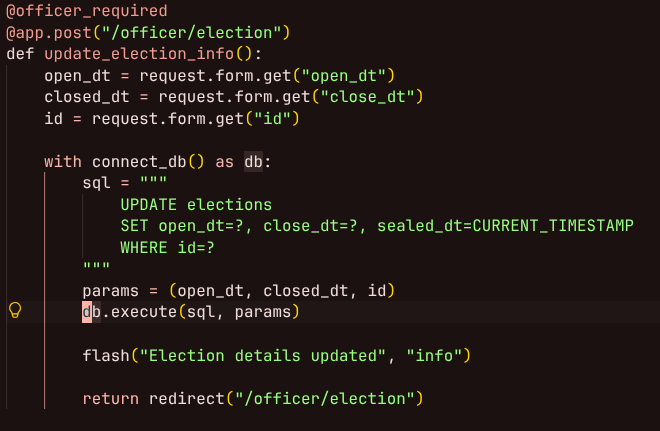 @officer_required
@app.post("/officer/election")
def update_election_info():
    open_dt = request.form.get("open_dt")
    closed_dt = request.form.get("close_dt")
    id = request.form.get("id")

    with connect_db() as db:
        sql = """
            UPDATE elections
            SET open_dt=?, close_dt=?, sealed_dt=CURRENT_TIMESTAMP
            WHERE id=?
        """
        params = (open_dt, closed_dt, id)
        db.execute(sql, params)

        flash("Election details updated", "info")

        return redirect("/officer/election")